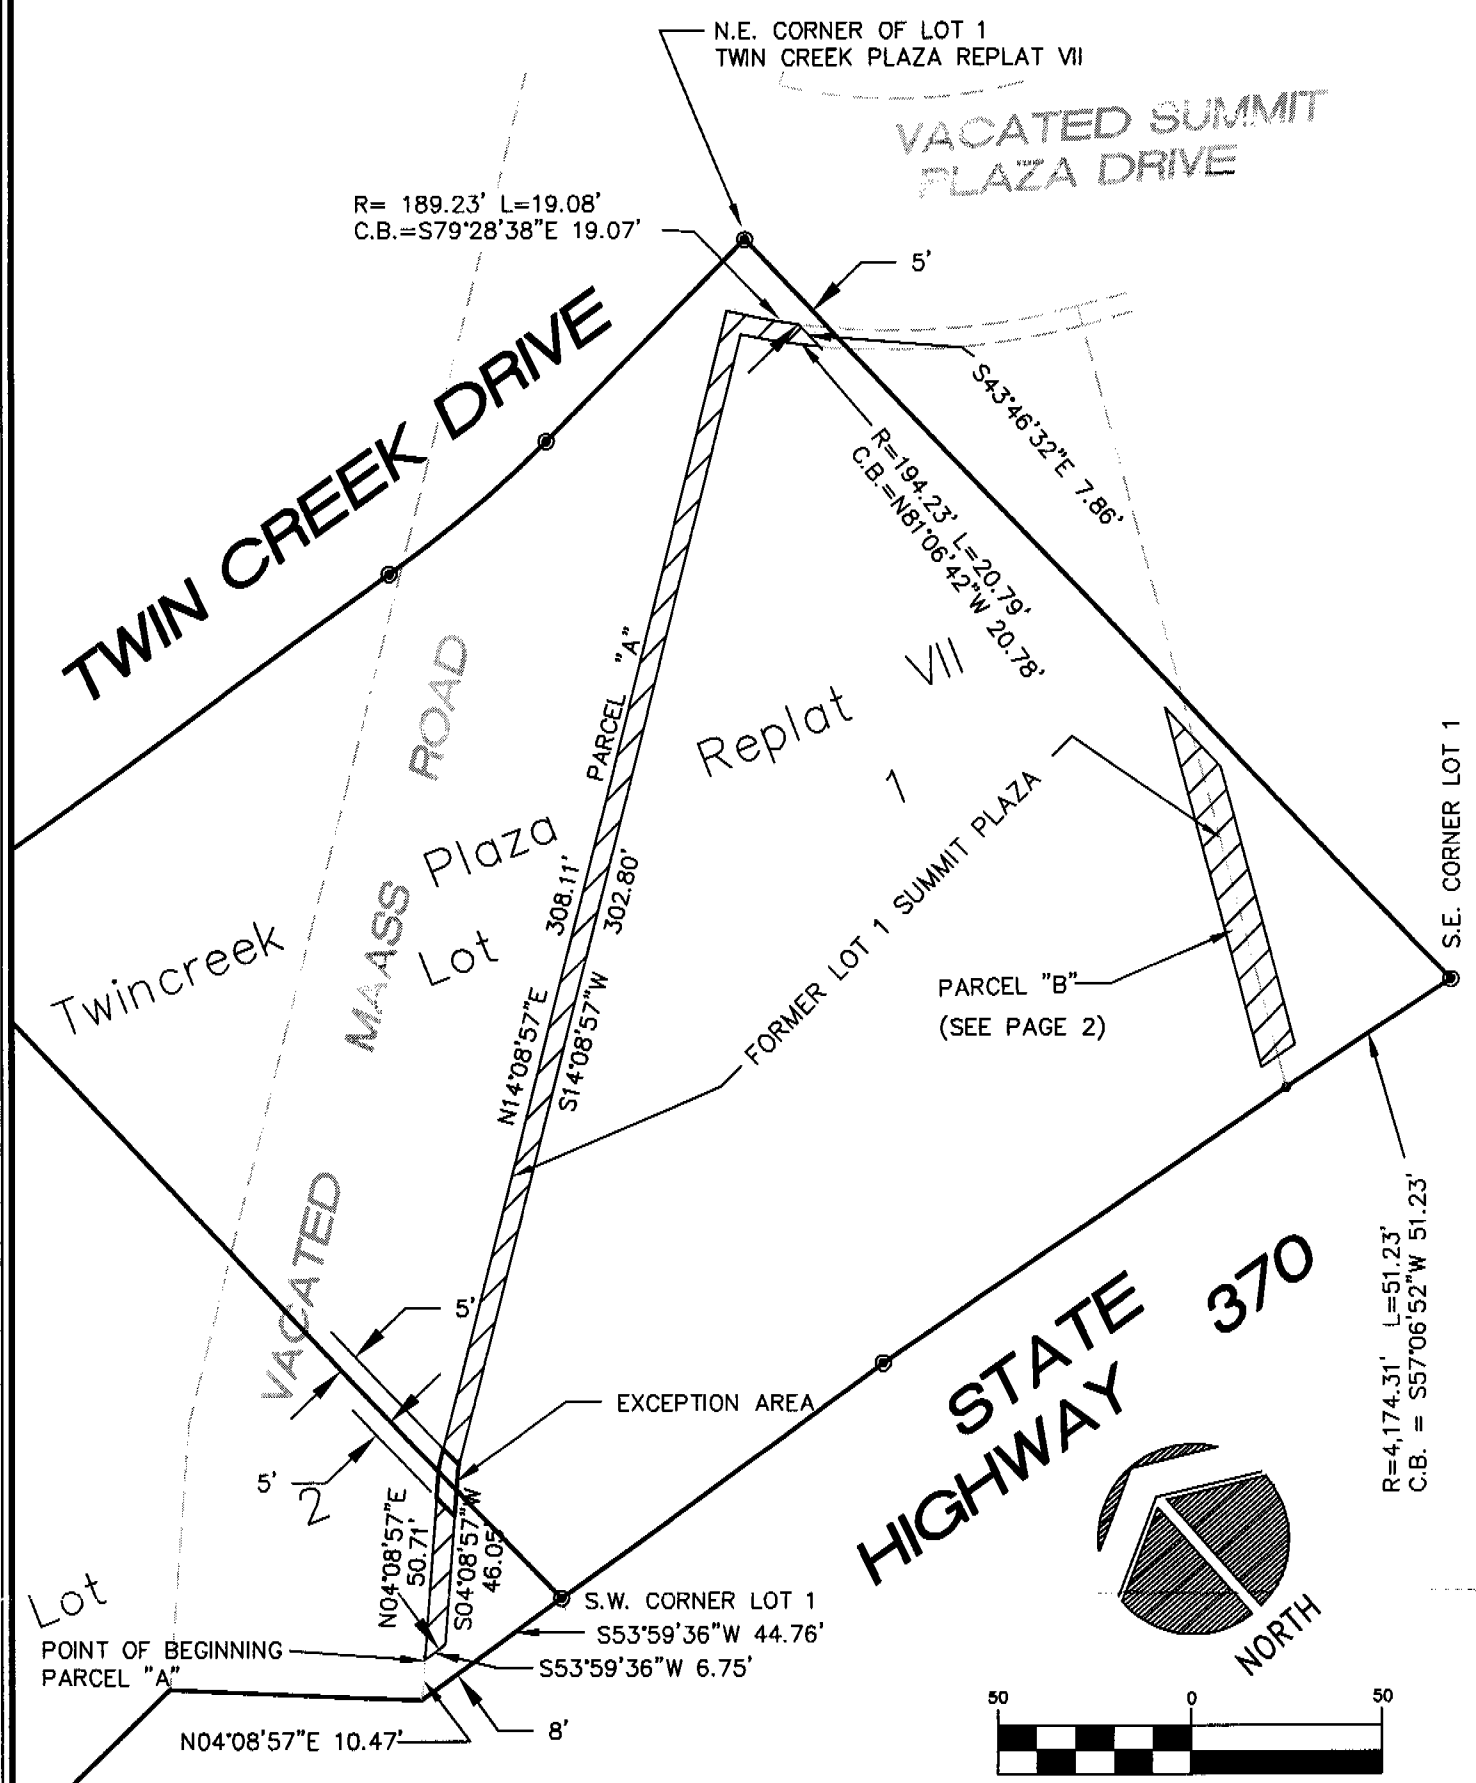 N.E. CORNER OF LOT 1
TWIN CREEK PLAZA REPLAT VII
VACATED SUMMIT
PLAZA DRIVE
R= 189.23' L=19.08'
C.B.=S79°28'38"E 19.07'
5'
TWIN CREEK DRIVE
S43°46'32"E 7.86'
R=194.23' L=20.79'
C.B.=N81°06'42"W 20.78'
PARCEL "A"
Twincreek Plaza Replat VII
Lot 1
VACATED MAASS ROAD
308.11'
302.80'
N14°08'57"E
S14°08'57"W
FORMER LOT 1 SUMMIT PLAZA
S.E. CORNER LOT 1
PARCEL "B"
(SEE PAGE 2)
R=4,174.31' L=51.23'
C.B. = S57°06'52"W 51.23'
STATE
HIGHWAY 370
5'
EXCEPTION AREA
5'
Lot 2
N04°08'57"E
50.71'
S04°08'57"W
46.05'
S.W. CORNER LOT 1
S53°59'36"W 44.76'
S53°59'36"W 6.75'
POINT OF BEGINNING
PARCEL "A"
8'
N04°08'57"E 10.47'
NORTH
50 0 50